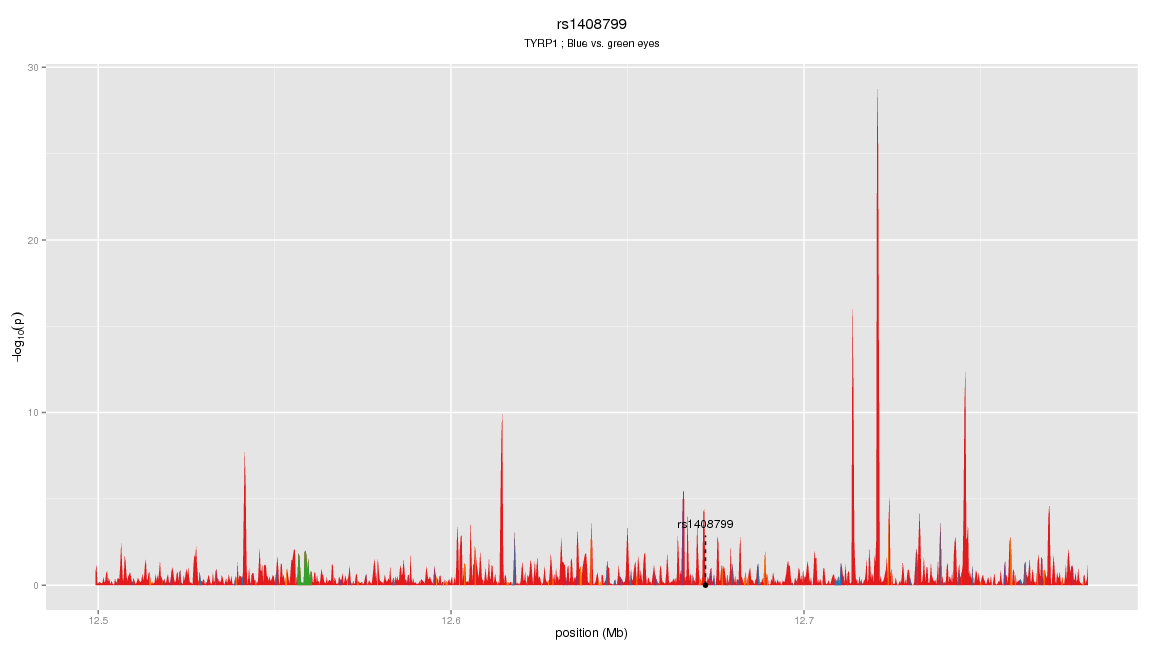 rs1408799
TYRP1 ; Blue vs. green eyes
30
20
10
0
−log10(p)
rs1408799
12.5
12.6
12.7
position (Mb)